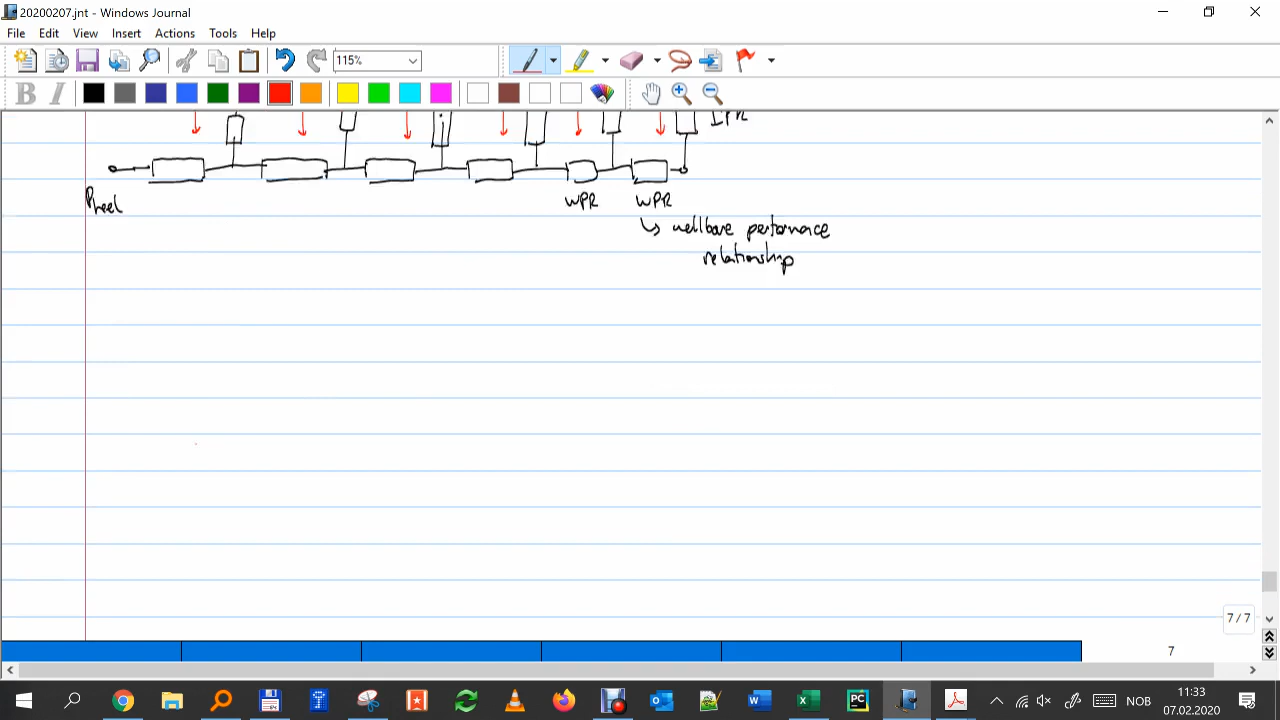 20200207.jnt - Windows Journal
File Edit View Insert Actions Tools Help
115%
B I
IPR
Pheel
WPR WPR
↳ wellbore performance
relationship
7 / 7
7
NOB
11:33
07.02.2020